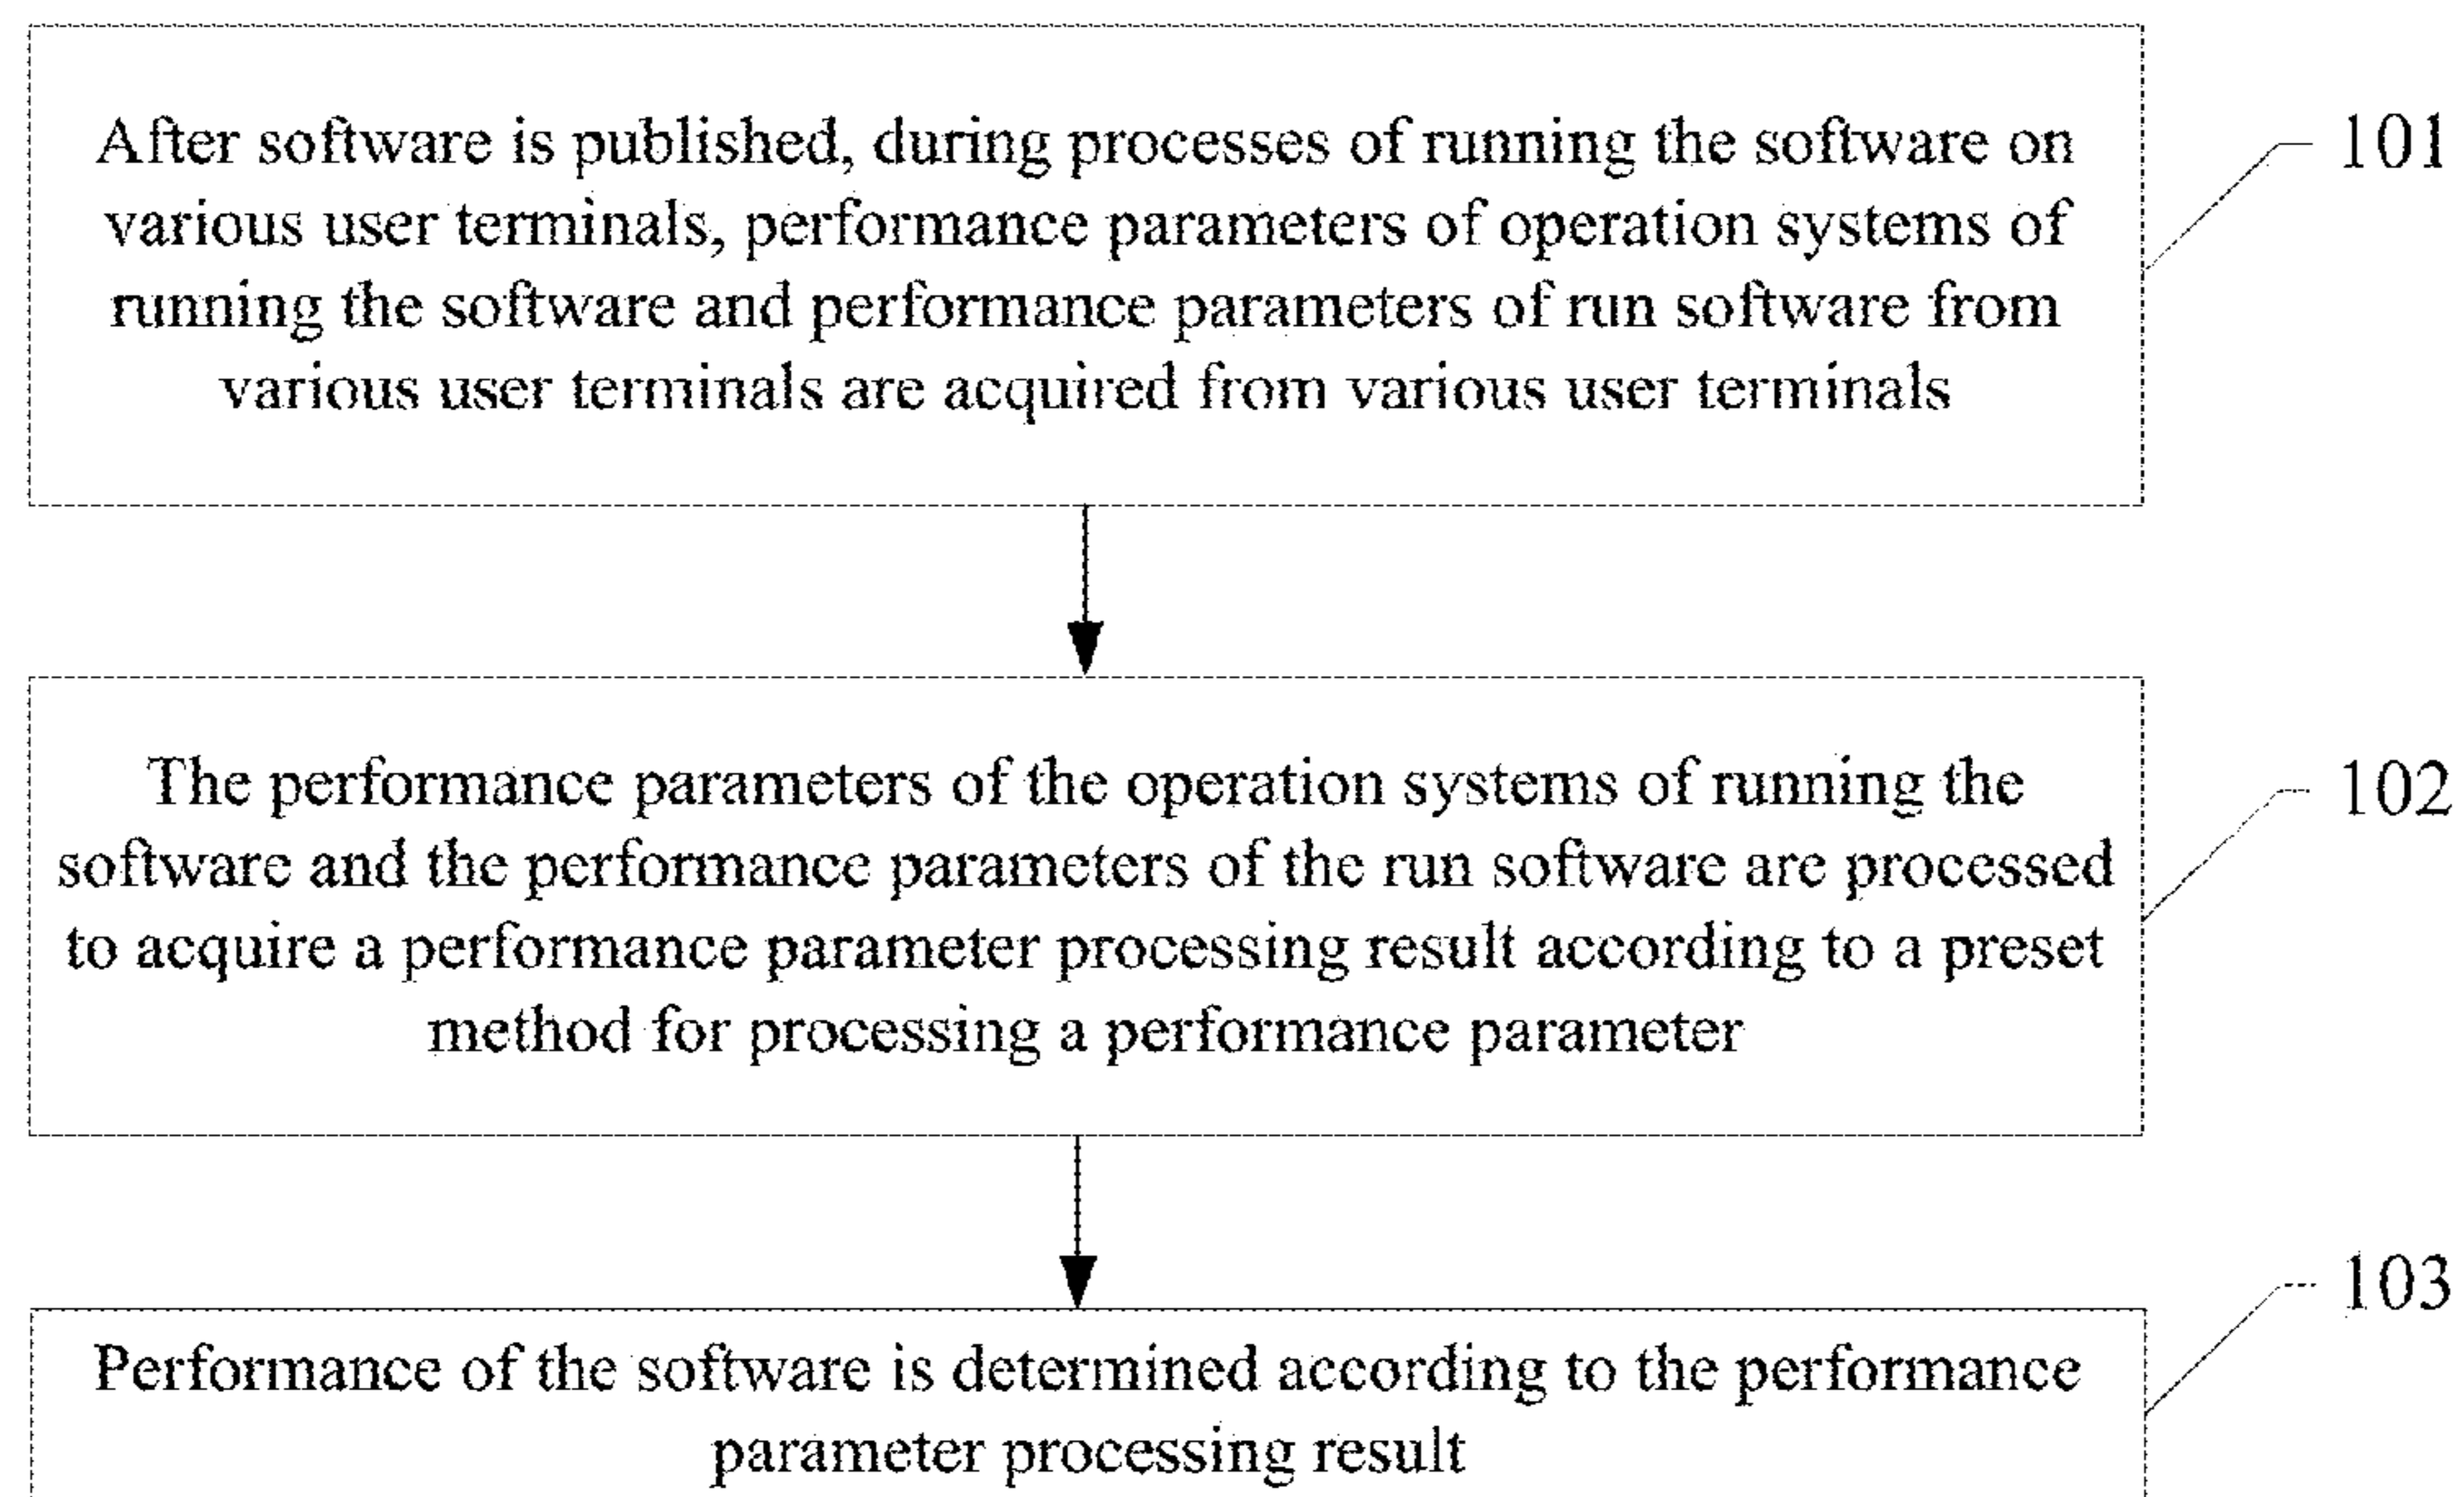 After software is published, during processes of running the software on
various user terminals, performance parameters of operation systems of
running the software and performance parameters of run software from
various user terminals are acquired from various user terminals
101
The performance parameters of the operation systems of running the
software and the performance parameters of the run software are processed
to acquire a performance parameter processing result according to a preset
method for processing a performance parameter
102
Performance of the software is determined according to the performance
parameter processing result
103